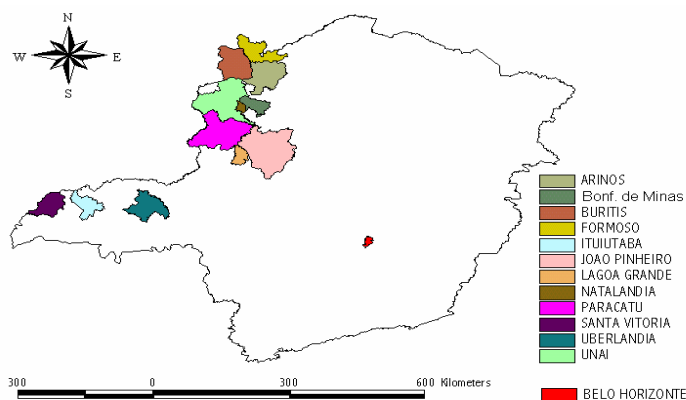 N
W E
S
ARINOS
Bonf. de Minas
BURITIS
FORMOSO
ITUIUTABA
JOAO PINHEIRO
LAGOA GRANDE
NATALANDIA
PARACATU
SANTA VITORIA
UBERLANDIA
UNAI
300 0 300 600 Kilometers
BELO HORIZONTE